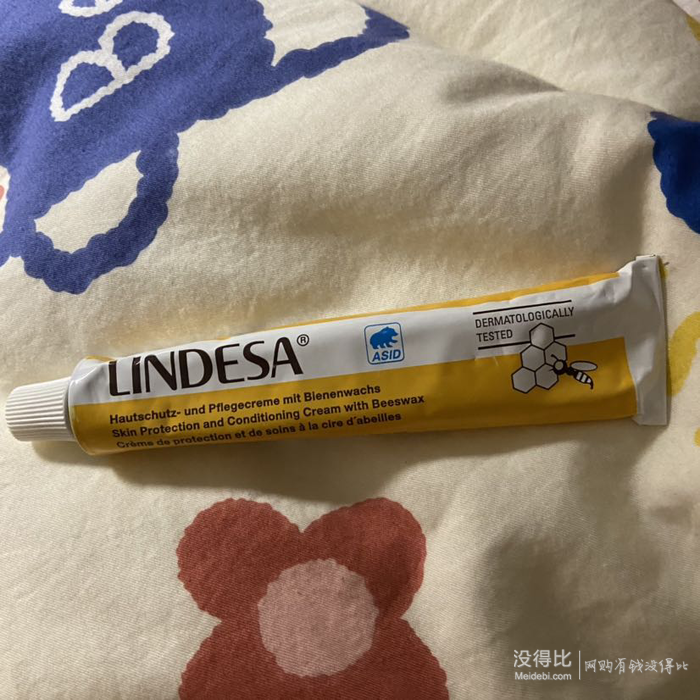 LINDESA®
ASID
DERMATOLOGICALLY
TESTED
Hautschutz- und Pflegecreme mit Bienenwachs
Skin Protection and Conditioning Cream with Beeswax
Crème de protection et de soins à la cire d'abeilles
没得比
Meidebi.com
网购有钱没得比